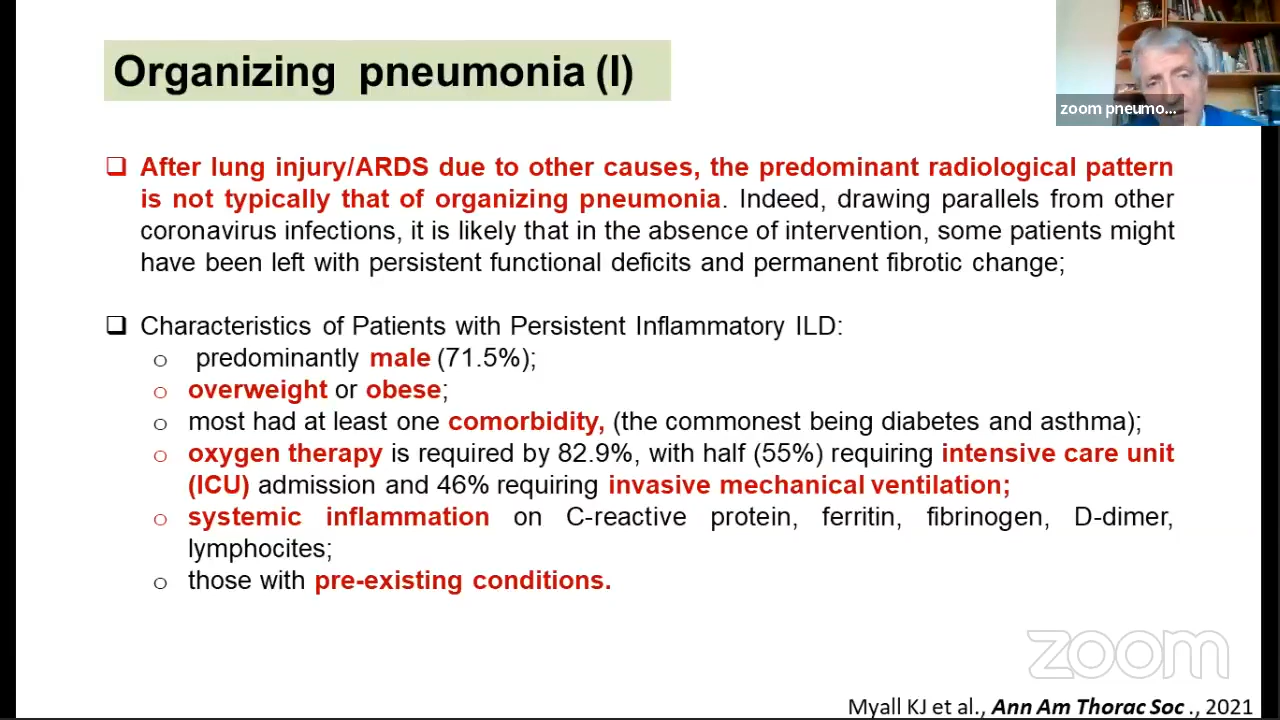 Organizing pneumonia (I)
zoom pneumo...
❑ After lung injury/ARDS due to other causes, the predominant radiological pattern
is not typically that of organizing pneumonia. Indeed, drawing parallels from other
coronavirus infections, it is likely that in the absence of intervention, some patients might
have been left with persistent functional deficits and permanent fibrotic change;
❑ Characteristics of Patients with Persistent Inflammatory ILD:
o predominantly male (71.5%);
o overweight or obese;
o most had at least one comorbidity, (the commonest being diabetes and asthma);
o oxygen therapy is required by 82.9%, with half (55%) requiring intensive care unit
(ICU) admission and 46% requiring invasive mechanical ventilation;
o systemic inflammation on C-reactive protein, ferritin, fibrinogen, D-dimer,
lymphocites;
o those with pre-existing conditions.
zoom
Myall KJ et al., Ann Am Thorac Soc ., 2021